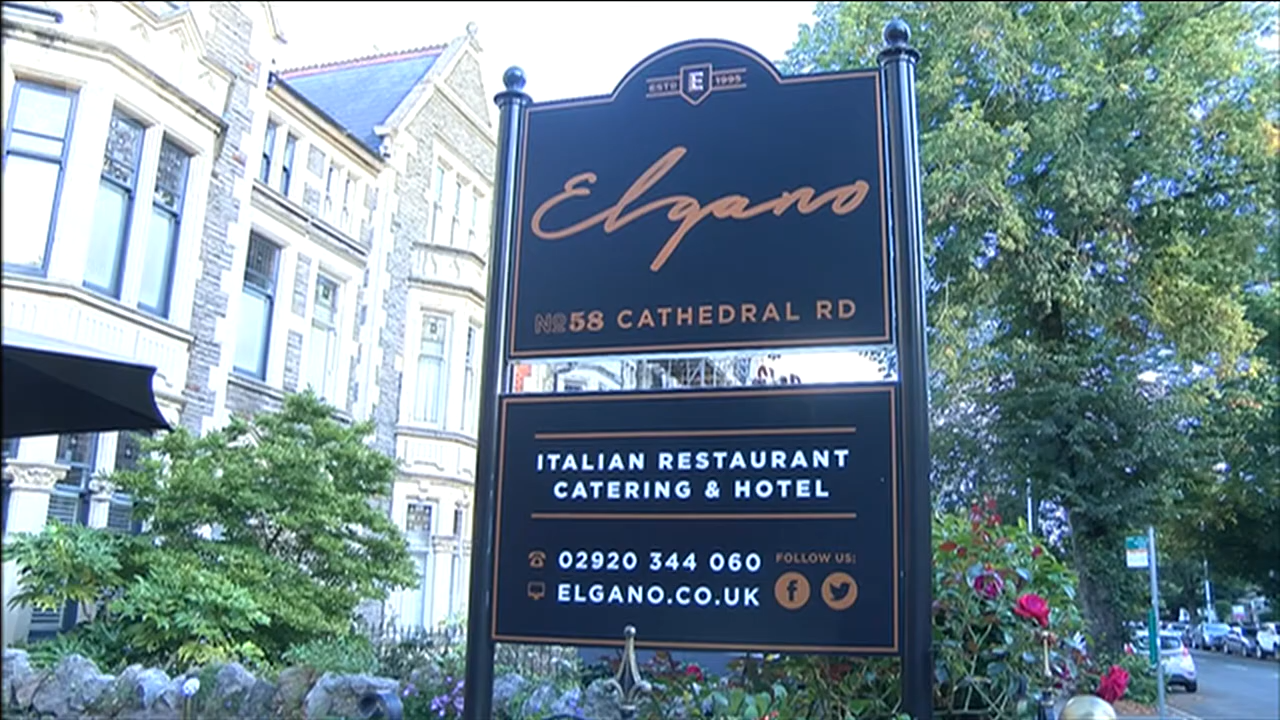 ESTD E 1995
Elgano
No58 CATHEDRAL RD
ITALIAN RESTAURANT
CATERING & HOTEL
02920 344 060
FOLLOW US:
ELGANO.CO.UK